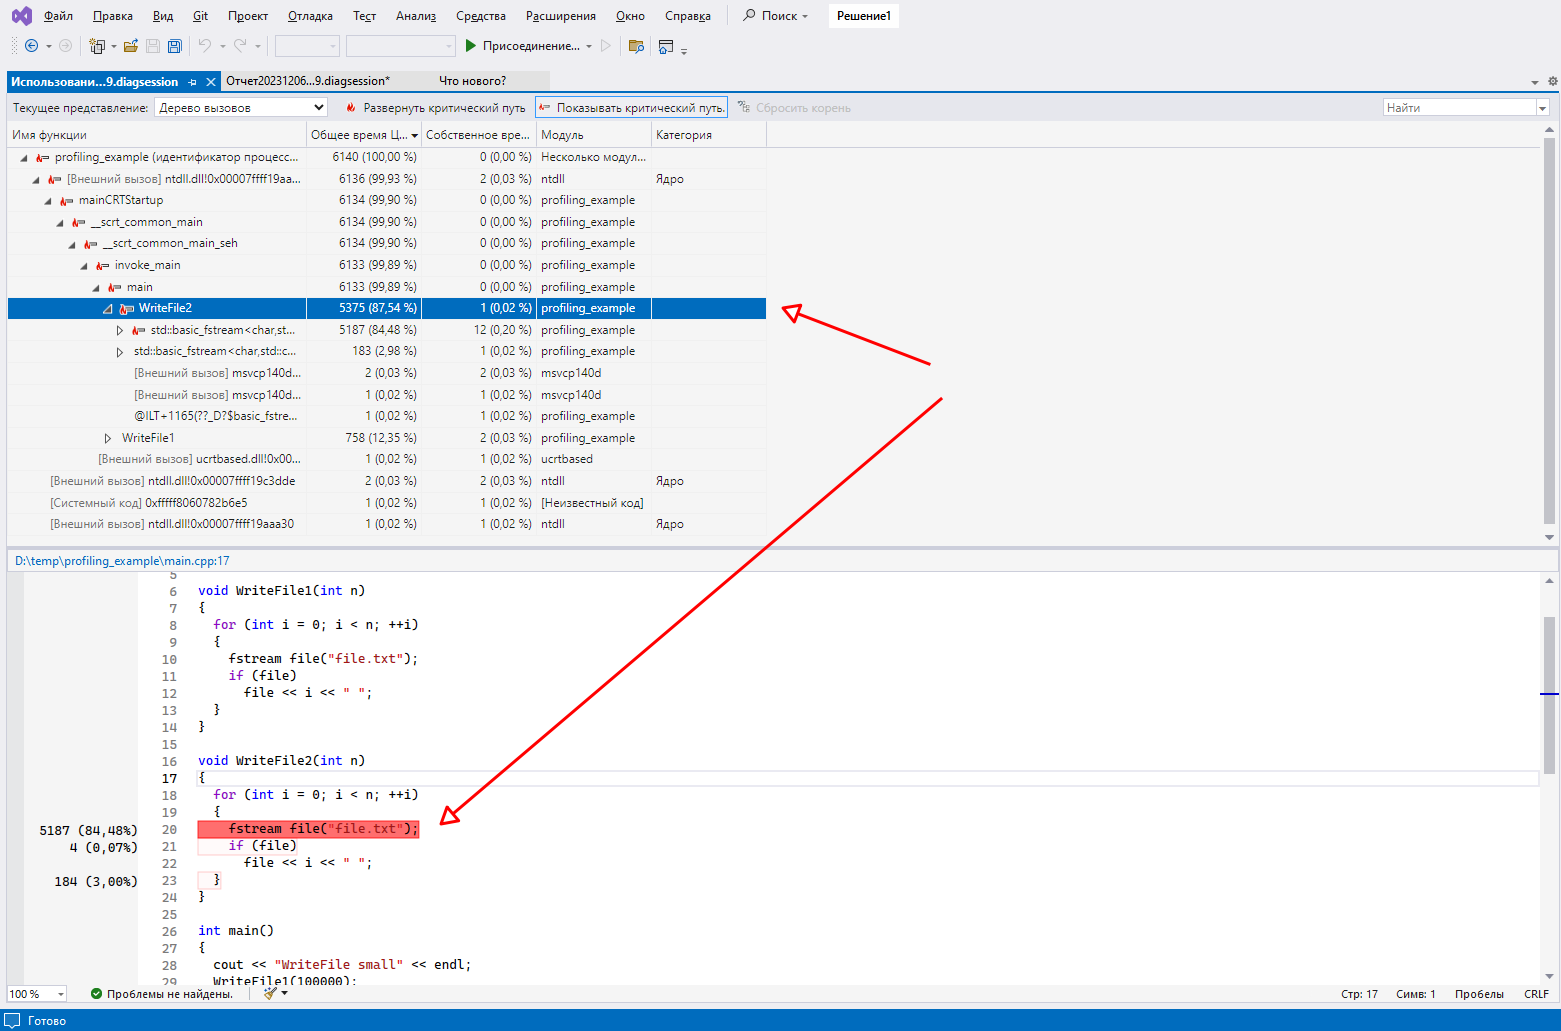 Файл Правка Вид Git Проект Отладка Тест Анализ Средства Расширения Окно Справка Поиск Решение1
Присоединение...
Использовани...9.diagsession Отчет20231206...9.diagsession* Что нового?
Текущее представление: Дерево вызовов Развернуть критический путь Показывать критический путь. Сбросить корень Найти
Имя функции Общее время Ц... Собственное вре... Модуль Категория
profiling_example (идентификатор процесс... 6140 (100,00 %) 0 (0,00 %) Несколько модул...
[Внешний вызов] ntdll.dll!0x00007ffff19aa... 6136 (99,93 %) 2 (0,03 %) ntdll Ядро
mainCRTStartup 6134 (99,90 %) 0 (0,00 %) profiling_example
__scrt_common_main 6134 (99,90 %) 0 (0,00 %) profiling_example
__scrt_common_main_seh 6134 (99,90 %) 0 (0,00 %) profiling_example
invoke_main 6133 (99,89 %) 0 (0,00 %) profiling_example
main 6133 (99,89 %) 0 (0,00 %) profiling_example
WriteFile2 5375 (87,54 %) 1 (0,02 %) profiling_example
std::basic_fstream<char,st... 5187 (84,48 %) 12 (0,20 %) profiling_example
std::basic_fstream<char,std::c... 183 (2,98 %) 1 (0,02 %) profiling_example
[Внешний вызов] msvcp140d... 2 (0,03 %) 2 (0,03 %) msvcp140d
[Внешний вызов] msvcp140d... 1 (0,02 %) 1 (0,02 %) msvcp140d
@ILT+1165(??_D?$basic_fstre... 1 (0,02 %) 1 (0,02 %) profiling_example
WriteFile1 758 (12,35 %) 2 (0,03 %) profiling_example
[Внешний вызов] ucrtbased.dll!0x00... 1 (0,02 %) 1 (0,02 %) ucrtbased
[Внешний вызов] ntdll.dll!0x00007ffff19c3dde 2 (0,03 %) 2 (0,03 %) ntdll Ядро
[Системный код] 0xfffff8060782b6e5 1 (0,02 %) 1 (0,02 %) [Неизвестный код]
[Внешний вызов] ntdll.dll!0x00007ffff19aaa30 1 (0,02 %) 1 (0,02 %) ntdll Ядро
D:\temp\profiling_example\main.cpp:17
5
6 void WriteFile1(int n)
7 {
8 for (int i = 0; i < n; ++i)
9 {
10 fstream file("file.txt");
11 if (file)
12 file << i << " ";
13 }
14 }
15
16 void WriteFile2(int n)
17 {
18 for (int i = 0; i < n; ++i)
19 {
5187 (84,48%) 20 fstream file("file.txt");
4 (0,07%) 21 if (file)
22 file << i << " ";
184 (3,00%) 23 }
24 }
25
26 int main()
27 {
28 cout << "WriteFile small" << endl;
29 WriteFile1(100000);
100 % Проблемы не найдены. Стр: 17 Симв: 1 Пробелы CRLF
Готово